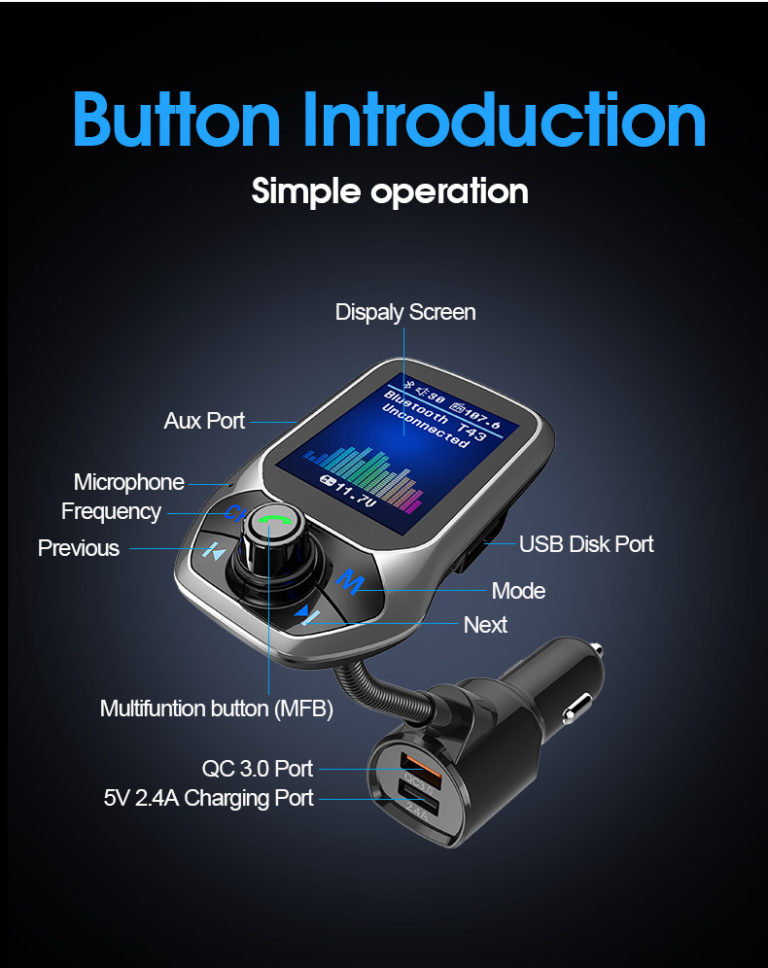 Button Introduction
Simple operation
Dispaly Screen
30 107.6
Bluetooth T43
Unconnected
11.7V
Aux Port
Microphone
Frequency
CH
Previous
M
USB Disk Port
Mode
Next
Multifuntion button (MFB)
QC 3.0 Port
QC3.0
5V 2.4A Charging Port
2.4A